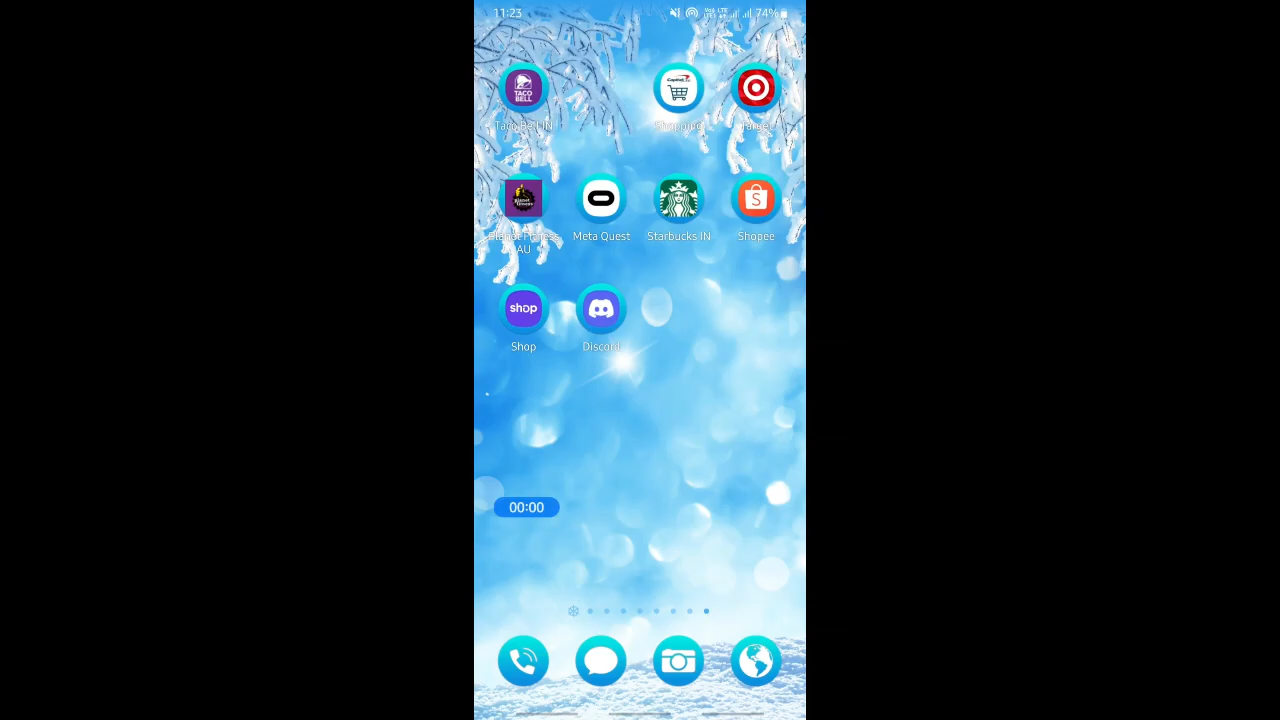 11:23
74%
TACO
BELL
Taco Bell IN
Shopping
Target
Planet Fitness
AU
Meta Quest
Starbucks IN
Shopee
shop
Shop
Discord
00:00